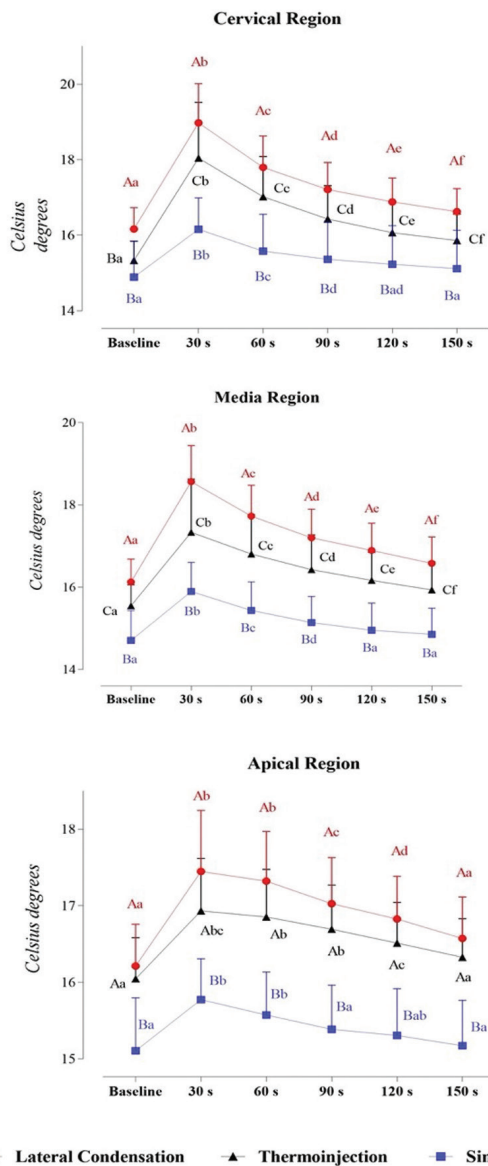 Cervical Region
20
18
16
14
Celsius
degrees
Aa Ab Ac Ad Ae Af
Ba Cb Cc Cd Ce Cf
Ba Bb Bc Bd Bad Ba
Baseline 30 s 60 s 90 s 120 s 150 s
Media Region
20
18
16
14
Celsius degrees
Aa Ab Ac Ad Ae Af
Ca Cb Cc Cd Ce Cf
Ba Bb Bc Bd Ba Ba
Baseline 30 s 60 s 90 s 120 s 150 s
Apical Region
18
17
16
15
Celsius degrees
Aa Ab Ab Ac Ad Aa
Aa Abc Ab Ab Ac Aa
Ba Bb Bb Ba Bab Ba
Baseline 30 s 60 s 90 s 120 s 150 s
Lateral Condensation Thermoinjection Sin